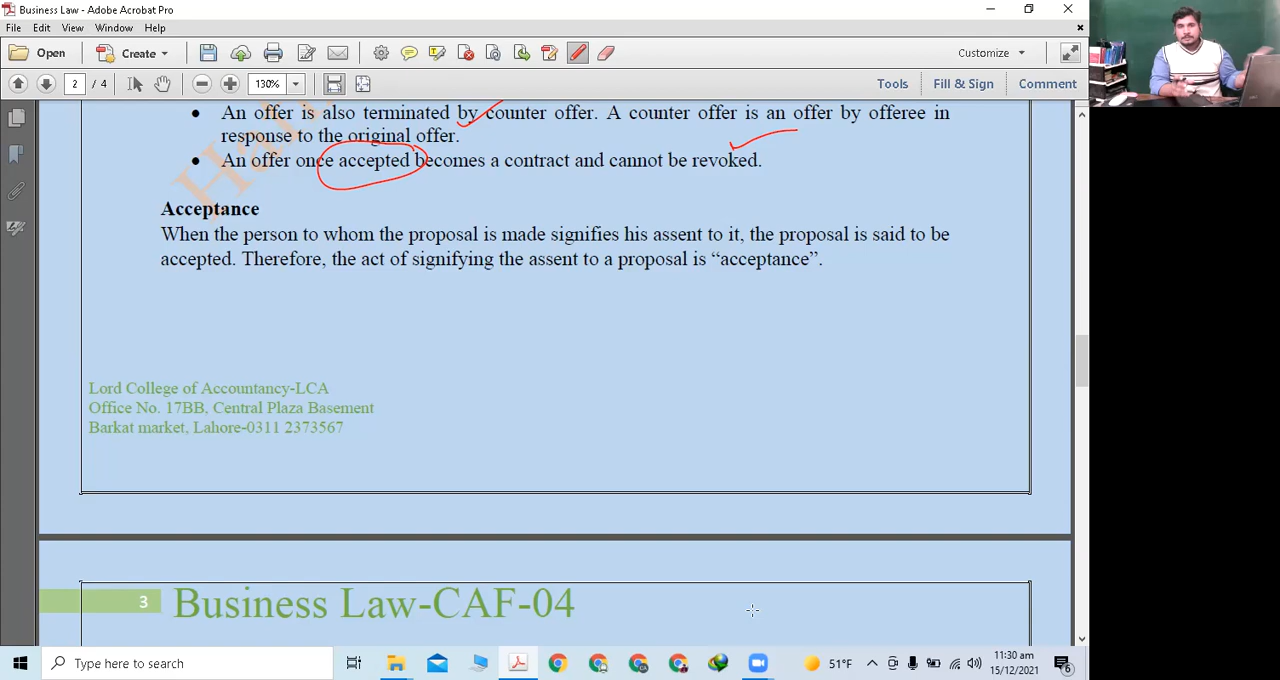 Business Law - Adobe Acrobat Pro
File Edit View Window Help
Open Create Customize
2 / 4 130% Tools Fill & Sign Comment
• An offer is also terminated by counter offer. A counter offer is an offer by offeree in
response to the original offer.
• An offer once accepted becomes a contract and cannot be revoked.
Acceptance
When the person to whom the proposal is made signifies his assent to it, the proposal is said to be
accepted. Therefore, the act of signifying the assent to a proposal is “acceptance”.
Lord College of Accountancy-LCA
Office No. 17BB, Central Plaza Basement
Barkat market, Lahore-0311 2373567
3 Business Law-CAF-04
Type here to search
51°F
11:30 am
15/12/2021
6